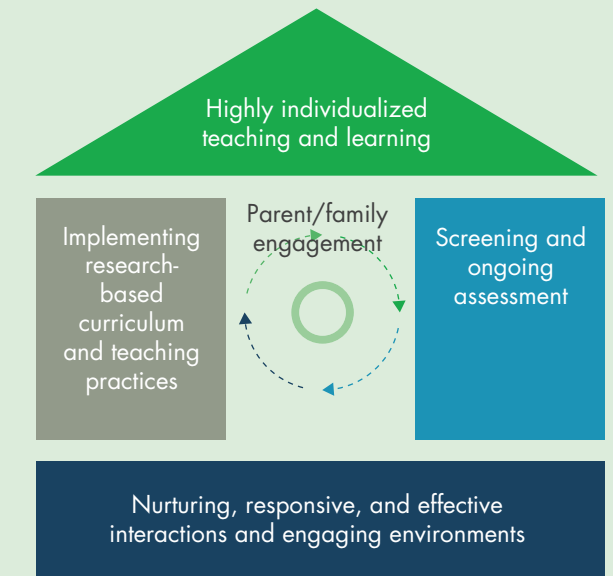 Highly individualized
teaching and learning
Implementing
research-
based
curriculum
and teaching
practices
Parent/family
engagement
Screening and
ongoing
assessment
Nurturing, responsive, and effective
interactions and engaging environments